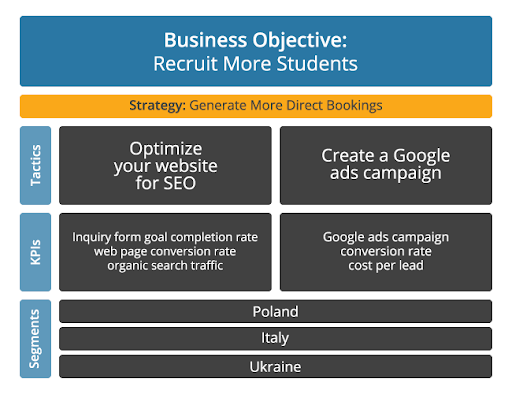 Business Objective:
Recruit More Students
Strategy: Generate More Direct Bookings
Tactics
Optimize
your website
for SEO
Create a Google
ads campaign
KPIs
Inquiry form goal completion rate
web page conversion rate
organic search traffic
Google ads campaign
conversion rate
cost per lead
Segments
Poland
Italy
Ukraine